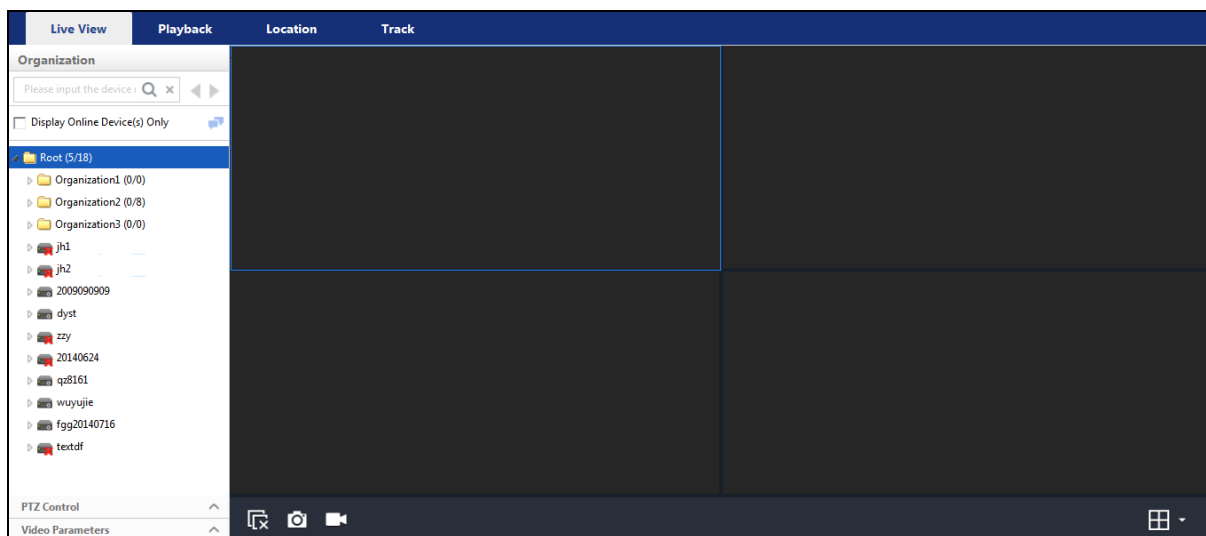 Live View Playback Location Track
Organization
Please input the device
Display Online Device(s) Only
Root (5/18)
Organization1 (0/0)
Organization2 (0/8)
Organization3 (0/0)
jh1
jh2
2009090909
dyst
zzy
20140624
qz8161
wuyujie
fgg20140716
textdf
PTZ Control
Video Parameters